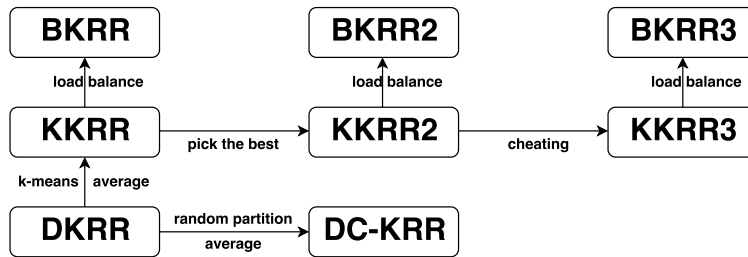 BKRR
BKRR2
BKRR3
load balance
load balance
load balance
KKRR
pick the best
KKRR2
cheating
KKRR3
k-means average
DKRR
random partition
average
DC-KRR